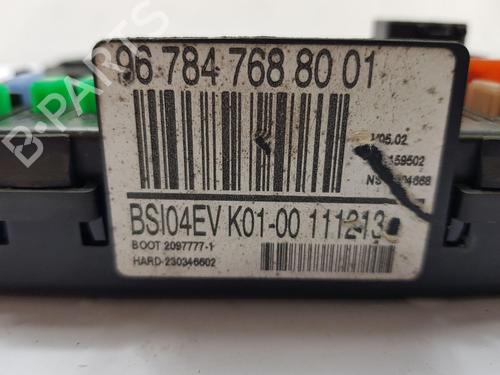 96 784 768 80 01
V05.02
159502
BSI04EV K01-00 111213
BOOT 2097777-1
HARD-230346602
B-PARTS